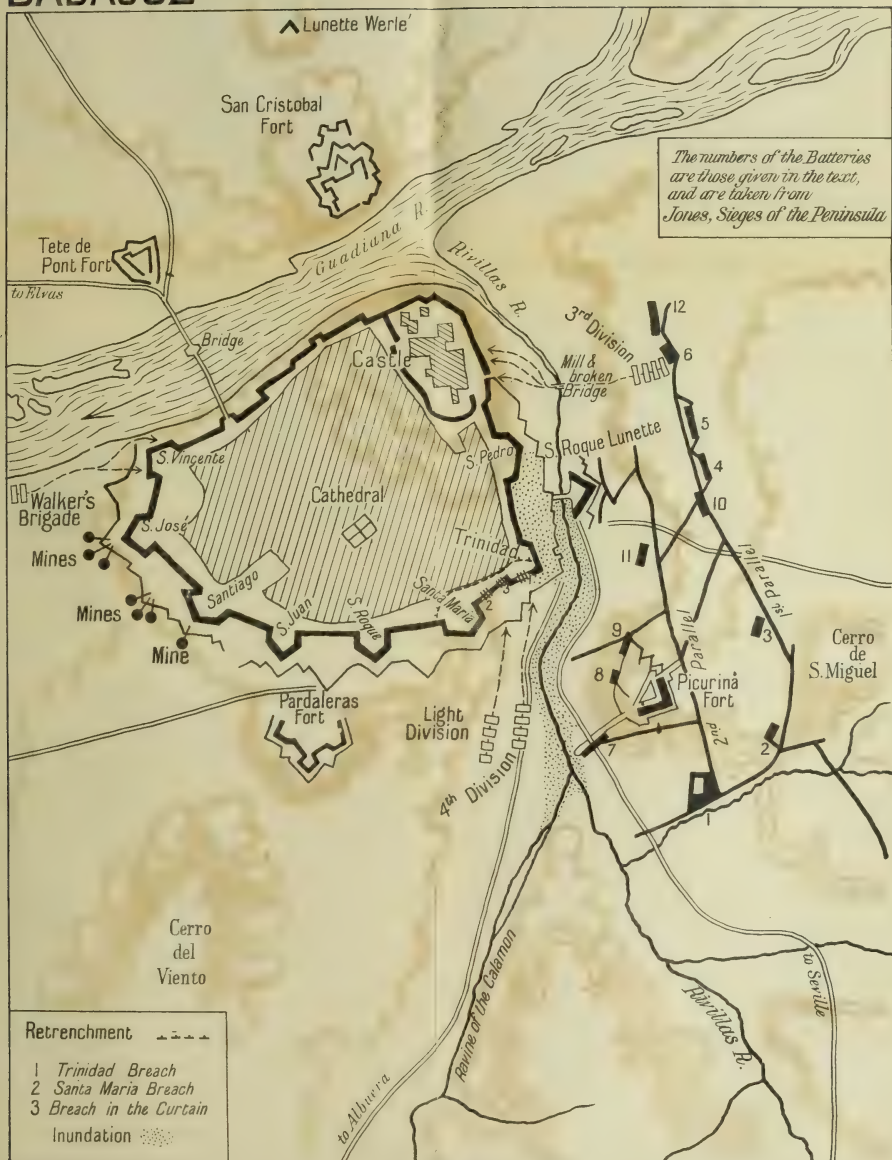 BADAJOZ
Lunette Werlé
San Cristobal
Fort
The numbers of the Batteries
are those given in the text,
and are taken from
Jones, Sieges of the Peninsula
Tete de
Pont Fort
Guadiana R.
Rivillas R.
to Elvas
Bridge
3rd Division
12
6
Castle
Mill &
broken
Bridge
5
S. Roque Lunette
4
S. Vincente
S. Pedro
10
Walker's
Brigade
Cathedral
S. José
Trinidad
11
1st Parallel
Mines
Santiago
Santa Maria
2
3
Mines
S. Juan
S. Roque
9
Parallel
3
Cerro
de
S. Miguel
Mine
8
Picurina
Fort
Pardaleras
Fort
Light
Division
7
2nd
2
4th Division
1
Cerro
del
Viento
Ravine of the Calamon
to Seville
Rivillas R.
to Albuera
Retrenchment
1 Trinidad Breach
2 Santa Maria Breach
3 Breach in the Curtain
Inundation